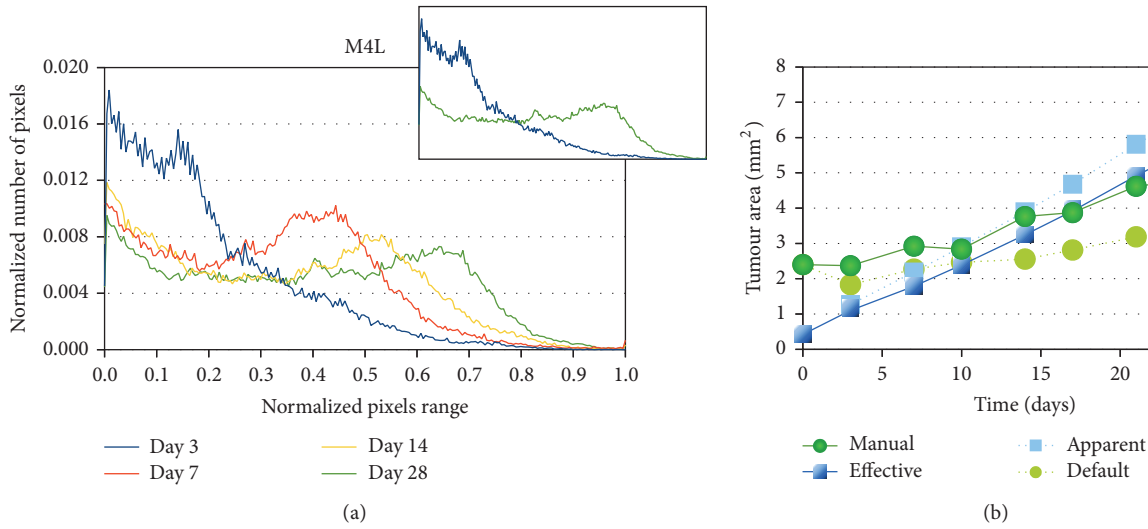 M4L
Normalized number of pixels
0.020
0.016
0.012
0.008
0.004
0.000
0.0 0.1 0.2 0.3 0.4 0.5 0.6 0.7 0.8 0.9 1.0
Normalized pixels range
Day 3
Day 14
Day 7
Day 28
(a)
Tumour area (mm²)
8
7
6
5
4
3
2
1
0
0 5 10 15 20
Time (days)
Manual
Apparent
Effective
Default
(b)